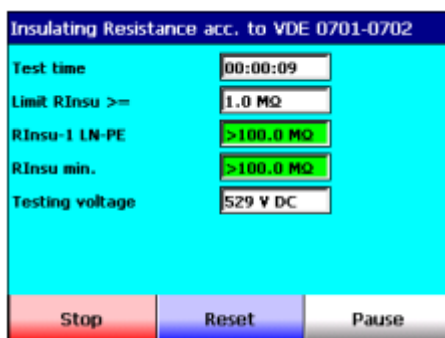 Insulating Resistance acc. to VDE 0701-0702
Test time 00:00:09
Limit RInsu >= 1.0 MΩ
RInsu-1 LN-PE >100.0 MΩ
RInsu min. >100.0 MΩ
Testing voltage 529 V DC
Stop Reset Pause